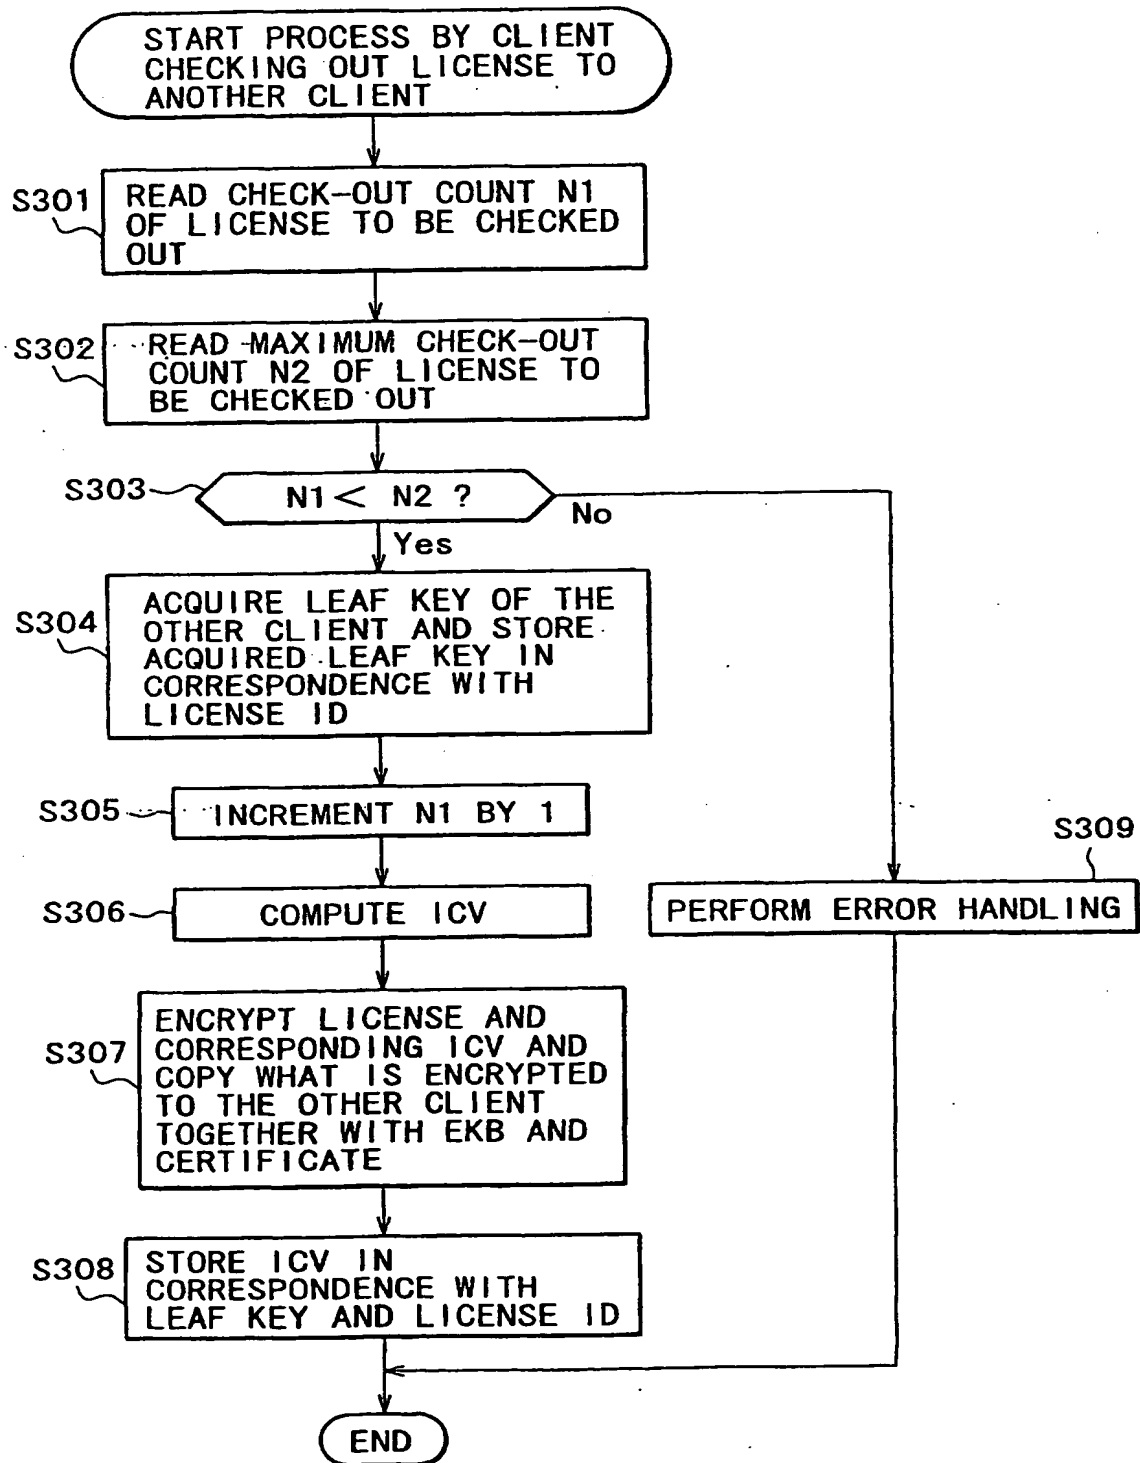 START PROCESS BY CLIENT
CHECKING OUT LICENSE TO
ANOTHER CLIENT
S301
READ CHECK-OUT COUNT N1
OF LICENSE TO BE CHECKED
OUT
S302
READ MAXIMUM CHECK-OUT
COUNT N2 OF LICENSE TO
BE CHECKED OUT
S303
N1 < N2 ?
No
Yes
S304
ACQUIRE LEAF KEY OF THE
OTHER CLIENT AND STORE
ACQUIRED LEAF KEY IN
CORRESPONDENCE WITH
LICENSE ID
S305
INCREMENT N1 BY 1
S309
S306
COMPUTE ICV
PERFORM ERROR HANDLING
S307
ENCRYPT LICENSE AND
CORRESPONDING ICV AND
COPY WHAT IS ENCRYPTED
TO THE OTHER CLIENT
TOGETHER WITH EKB AND
CERTIFICATE
S308
STORE ICV IN
CORRESPONDENCE WITH
LEAF KEY AND LICENSE ID
END